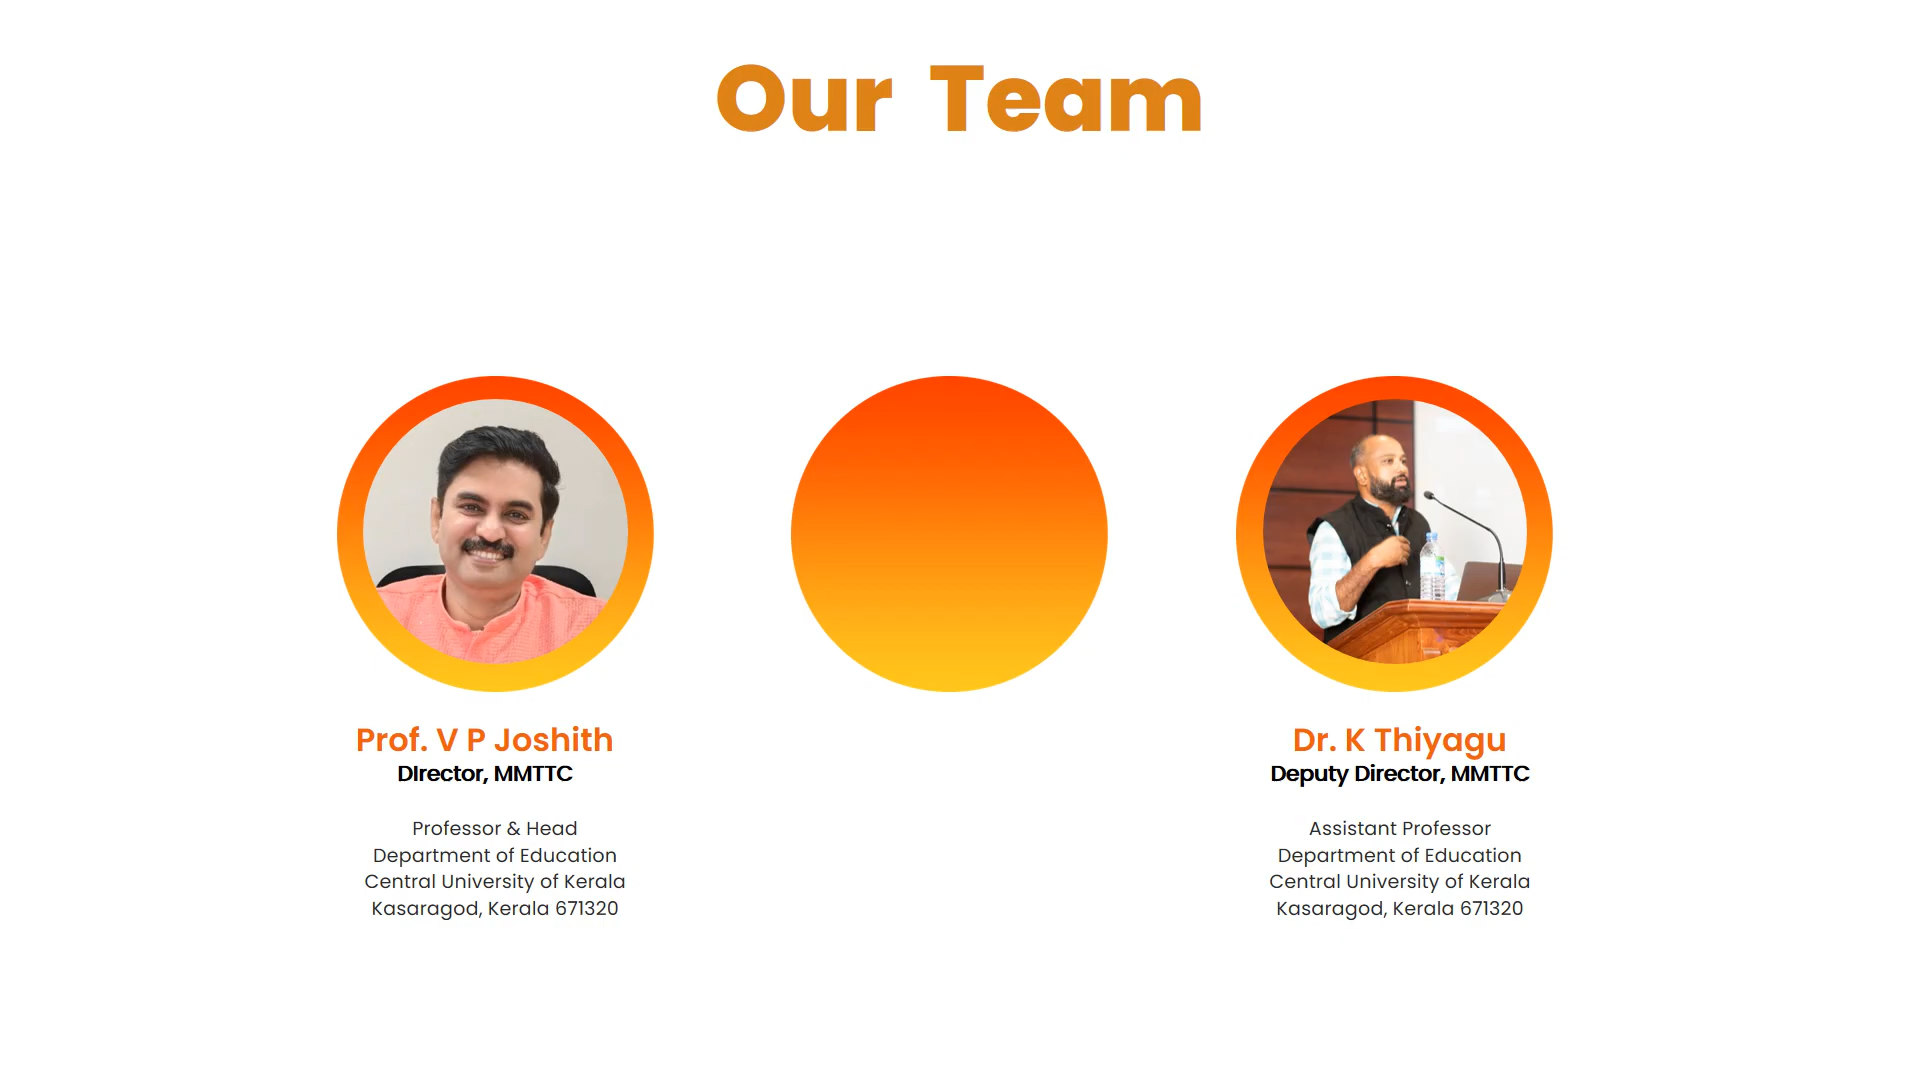 Our Team
Prof. V P Joshith
DIrector, MMTTC
Professor & Head
Department of Education
Central University of Kerala
Kasaragod, Kerala 671320
Dr. K Thiyagu
Deputy Director, MMTTC
Assistant Professor
Department of Education
Central University of Kerala
Kasaragod, Kerala 671320